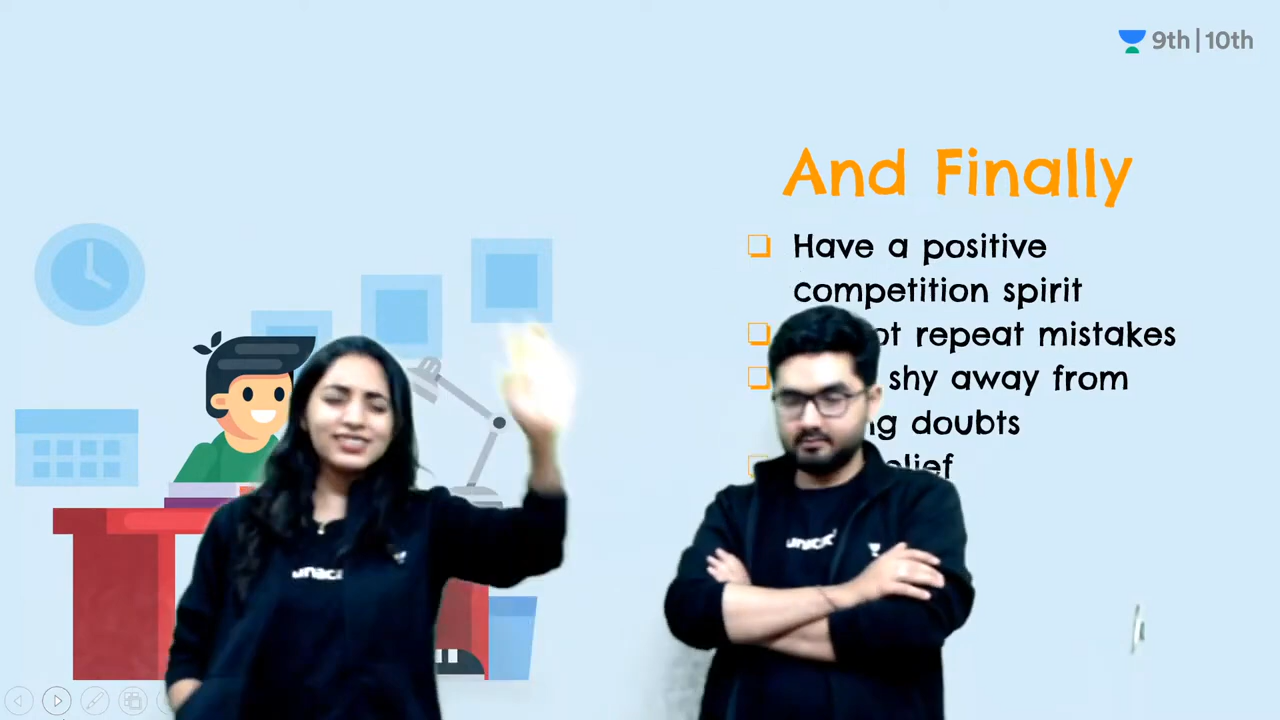 9th|10th
And Finally
❑ Have a positive
competition spirit
❑ repeat mistakes
❑ shy away from
doubts
❑